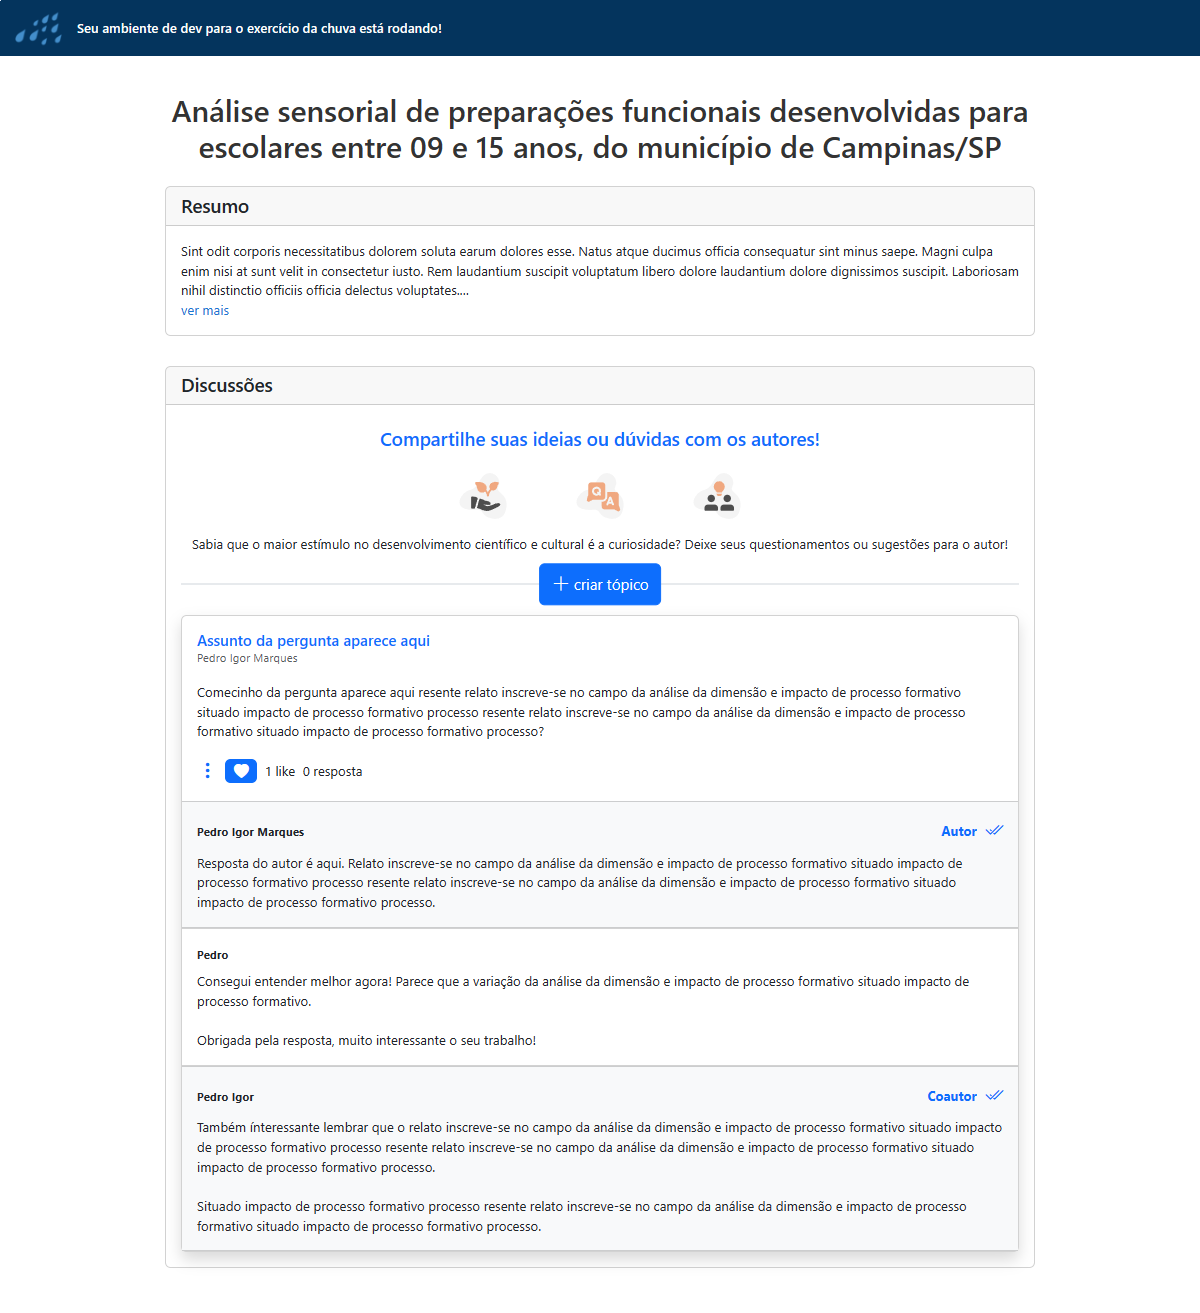 Seu ambiente de dev para o exercício da chuva está rodando!
Análise sensorial de preparações funcionais desenvolvidas para
escolares entre 09 e 15 anos, do município de Campinas/SP
Resumo
Sint odit corporis necessitatibus dolorem soluta earum dolores esse. Natus atque ducimus officia consequatur sint minus saepe. Magni culpa
enim nisi at sunt velit in consectetur iusto. Rem laudantium suscipit voluptatum libero dolore laudantium dolore dignissimos suscipit. Laboriosam
nihil distinctio officiis officia delectus voluptates....
ver mais
Discussões
Compartilhe suas ideias ou dúvidas com os autores!
Q A
Sabia que o maior estímulo no desenvolvimento científico e cultural é a curiosidade? Deixe seus questionamentos ou sugestões para o autor!
+ criar tópico
Assunto da pergunta aparece aqui
Pedro Igor Marques
Comecinho da pergunta aparece aqui resente relato inscreve-se no campo da análise da dimensão e impacto de processo formativo
situado impacto de processo formativo processo resente relato inscreve-se no campo da análise da dimensão e impacto de processo
formativo situado impacto de processo formativo processo?
1 like 0 resposta
Pedro Igor Marques
Autor
Resposta do autor é aqui. Relato inscreve-se no campo da análise da dimensão e impacto de processo formativo situado impacto de
processo formativo processo resente relato inscreve-se no campo da análise da dimensão e impacto de processo formativo situado
impacto de processo formativo processo.
Pedro
Consegui entender melhor agora! Parece que a variação da análise da dimensão e impacto de processo formativo situado impacto de
processo formativo.
Obrigada pela resposta, muito interessante o seu trabalho!
Pedro Igor
Coautor
Também ínteressante lembrar que o relato inscreve-se no campo da análise da dimensão e impacto de processo formativo situado impacto
de processo formativo processo resente relato inscreve-se no campo da análise da dimensão e impacto de processo formativo situado
impacto de processo formativo processo.
Situado impacto de processo formativo processo resente relato inscreve-se no campo da análise da dimensão e impacto de processo
formativo situado impacto de processo formativo processo.